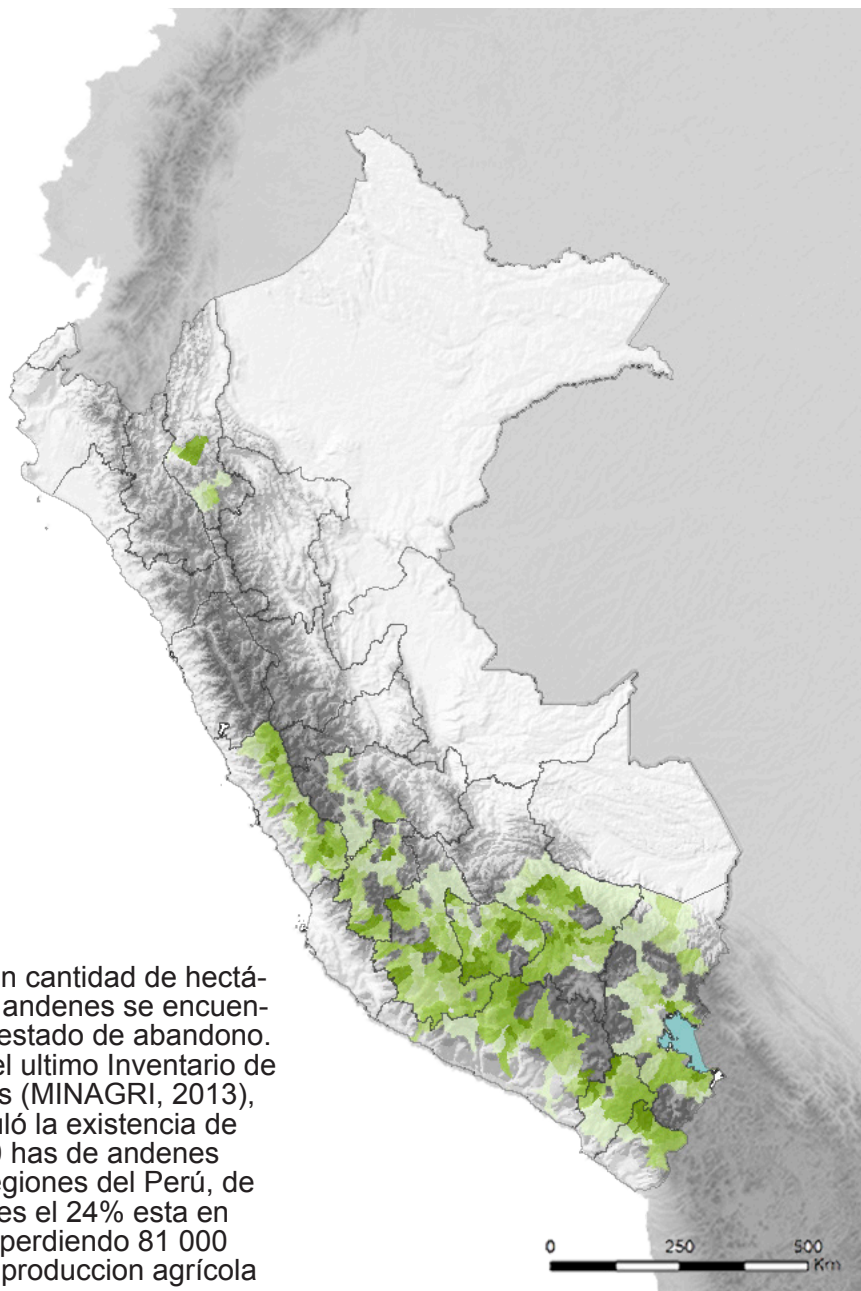 n cantidad de hectá-
andenes se encuen-
estado de abandono.
el ultimo Inventario de
s (MINAGRI, 2013),
uló la existencia de
0 has de andenes
egiones del Perú, de
es el 24% esta en
perdiendo 81 000
produccion agrícola
0 250 500
Km